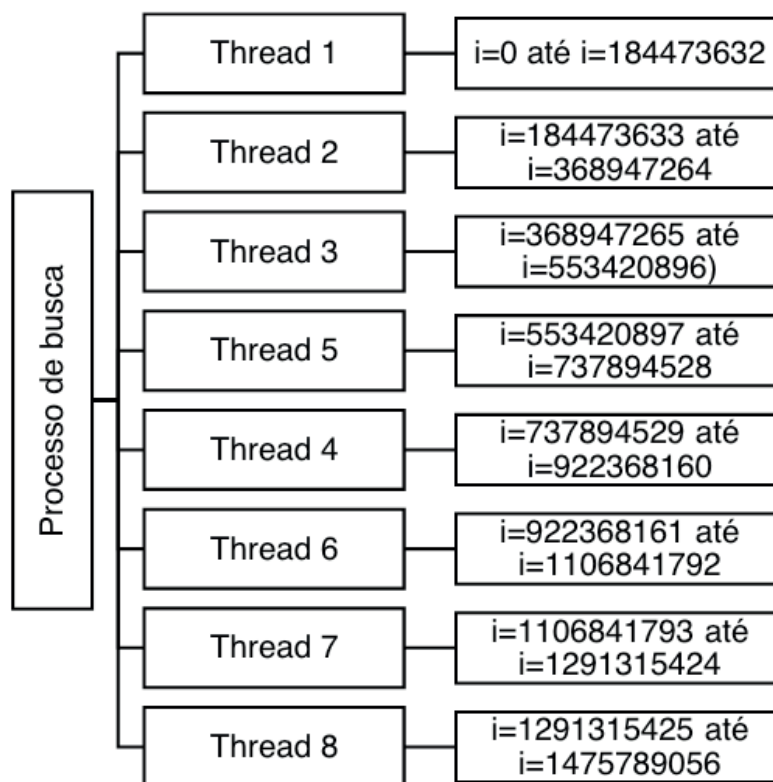 Processo de busca
Thread 1
i=0 até i=184473632
Thread 2
i=184473633 até
i=368947264
Thread 3
i=368947265 até
i=553420896)
Thread 5
i=553420897 até
i=737894528
Thread 4
i=737894529 até
i=922368160
Thread 6
i=922368161 até
i=1106841792
Thread 7
i=1106841793 até
i=1291315424
Thread 8
i=1291315425 até
i=1475789056